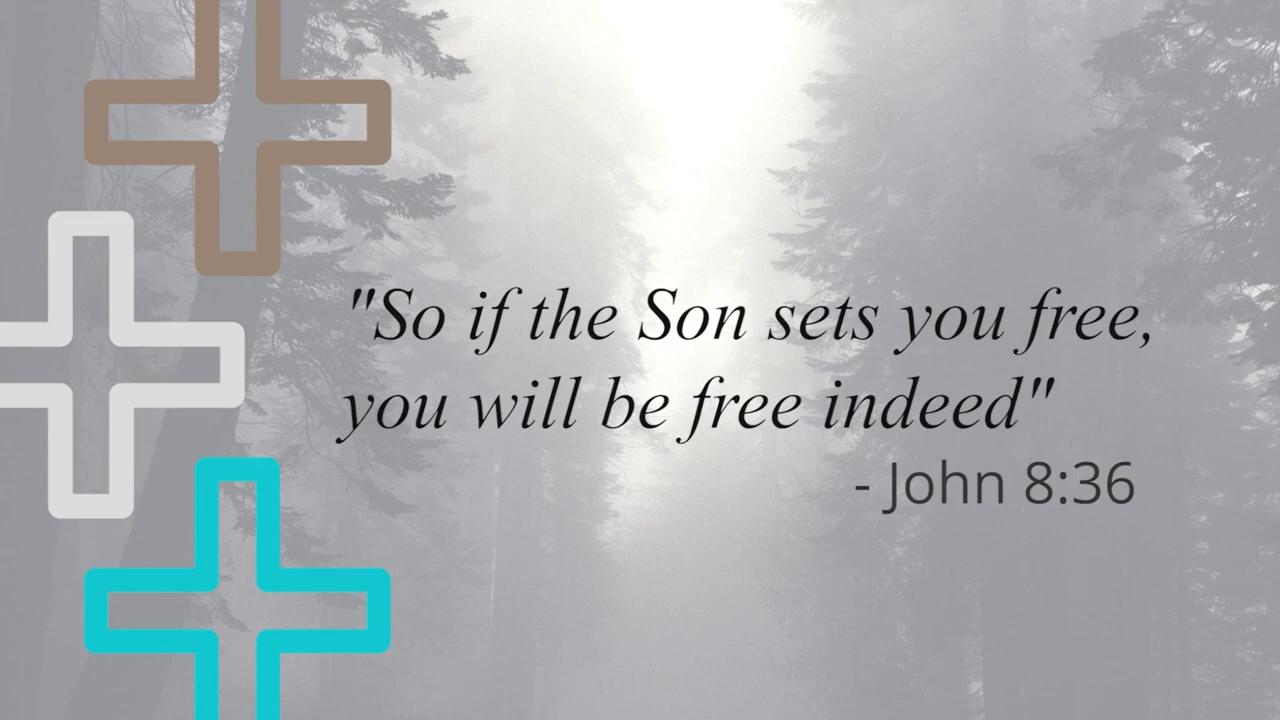 "So if the Son sets you free,
you will be free indeed"
- John 8:36